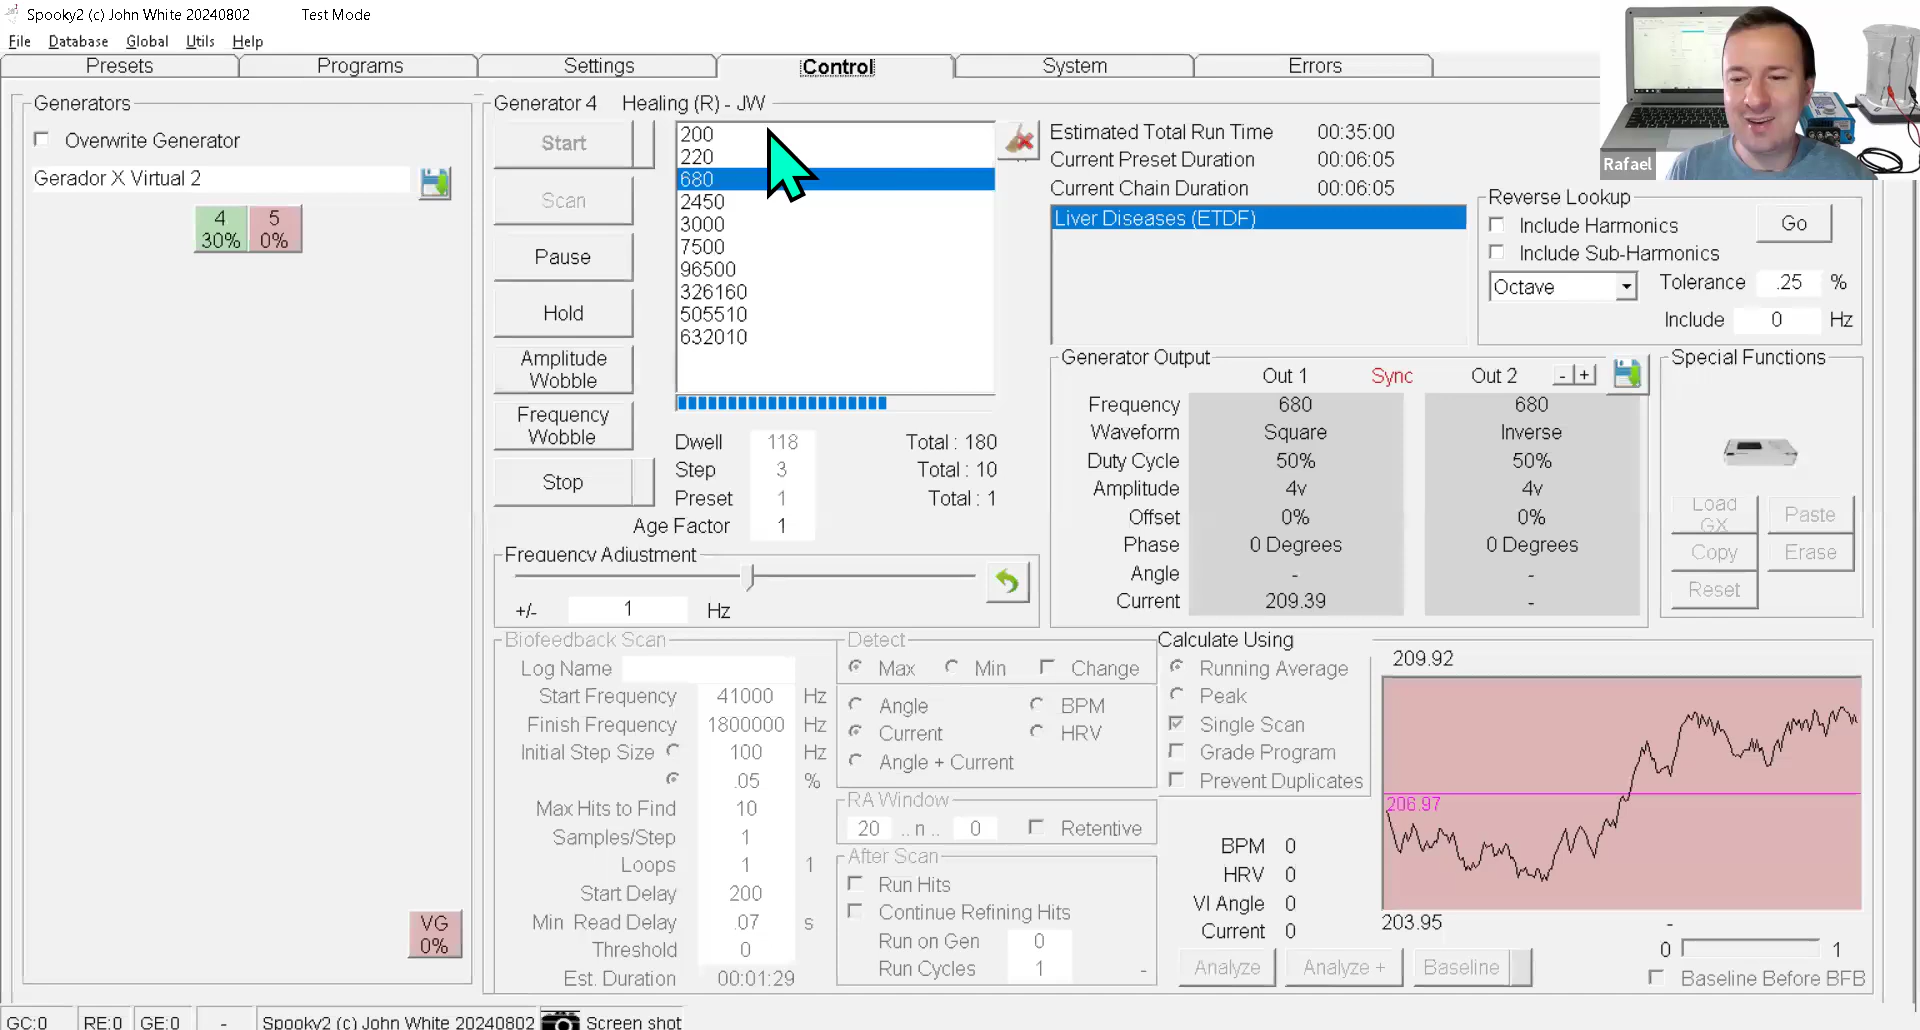 Spooky2 (c) John White 20240802 Test Mode
File Database Global Utils Help
Presets Programs Settings Control System Errors
Rafael
Generators
Overwrite Generator
Gerador X Virtual 2
4 5
30% 0%
VG
0%
Generator 4 Healing (R) - JW
Start
Scan
Pause
Hold
Amplitude
Wobble
Frequency
Wobble
Stop
200
220
680
2450
3000
7500
96500
326160
505510
632010
Dwell 118 Total : 180
Step 3 Total : 10
Preset 1 Total : 1
Age Factor 1
Frequency Adjustment
+/- 1 Hz
Estimated Total Run Time 00:35:00
Current Preset Duration 00:06:05
Current Chain Duration 00:06:05
Liver Diseases (ETDF)
Reverse Lookup
Include Harmonics Go
Include Sub-Harmonics
Octave Tolerance .25 %
Include 0 Hz
Generator Output
Out 1 Sync Out 2 - +
Frequency 680 680
Waveform Square Inverse
Duty Cycle 50% 50%
Amplitude 4v 4v
Offset 0% 0%
Phase 0 Degrees 0 Degrees
Angle - -
Current 209.39 -
Special Functions
Load
GX
Paste
Copy Erase
Reset
Biofeedback Scan
Log Name
Start Frequency 41000 Hz
Finish Frequency 1800000 Hz
Initial Step Size 100 Hz
.05 %
Max Hits to Find 10
Samples/Step 1
Loops 1 1
Start Delay 200
Min Read Delay .07 s
Threshold 0
Est. Duration 00:01:29
Detect
Max Min Change
Angle BPM
Current HRV
Angle + Current
RA Window
20 .. n .. 0 Retentive
After Scan
Run Hits
Continue Refining Hits
Run on Gen 0
Run Cycles 1 -
Calculate Using
Running Average
Peak
Single Scan
Grade Program
Prevent Duplicates
BPM 0
HRV 0
VI Angle 0
Current 0
Analyze Analyze + Baseline
209.92
206.97
203.95 -
0 1
Baseline Before BFB
GC:0 RE:0 GE:0 - Spooky2 (c) John White 20240802 Screen shot